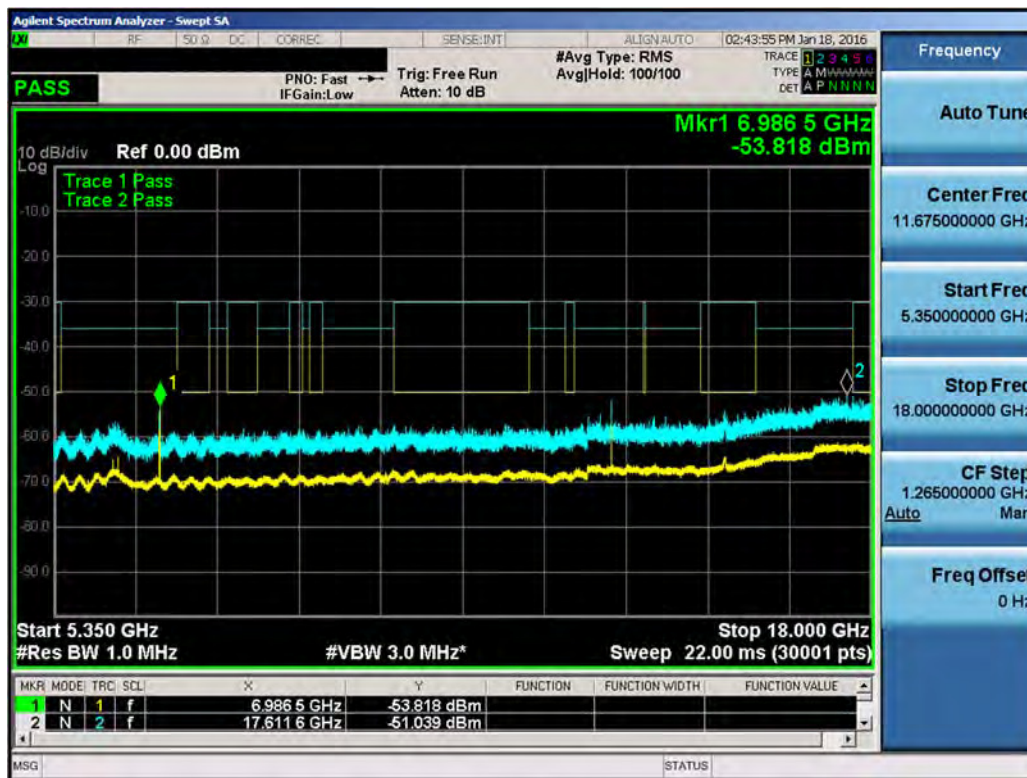 Agilent Spectrum Analyzer - Swept SA
LXI RF 50 Ω DC CORREC SENSE:INT ALIGN AUTO 02:43:55 PM Jan 18, 2016
Frequency
PASS
PNO: Fast
IFGain:Low
Trig: Free Run
Atten: 10 dB
#Avg Type: RMS
Avg|Hold: 100/100
TRACE 1 2 3 4 5 6
TYPE A M
DET A P N N N N
Auto Tune
Mkr1 6.986 5 GHz
-53.818 dBm
10 dB/div Ref 0.00 dBm
Log
Trace 1 Pass
Trace 2 Pass
-10.0
-20.0
-30.0
-40.0
-50.0
-60.0
-70.0
-80.0
-90.0
1
2
Center Freq
11.675000000 GHz
Start Freq
5.350000000 GHz
Stop Freq
18.000000000 GHz
CF Step
1.265000000 GHz
Auto Man
Freq Offset
0 Hz
Start 5.350 GHz Stop 18.000 GHz
#Res BW 1.0 MHz #VBW 3.0 MHz* Sweep 22.00 ms (30001 pts)
MKR MODE TRC SCL X Y FUNCTION FUNCTION WIDTH FUNCTION VALUE
1 N 1 f 6.986 5 GHz -53.818 dBm
2 N 2 f 17.611 6 GHz -51.039 dBm
MSG STATUS